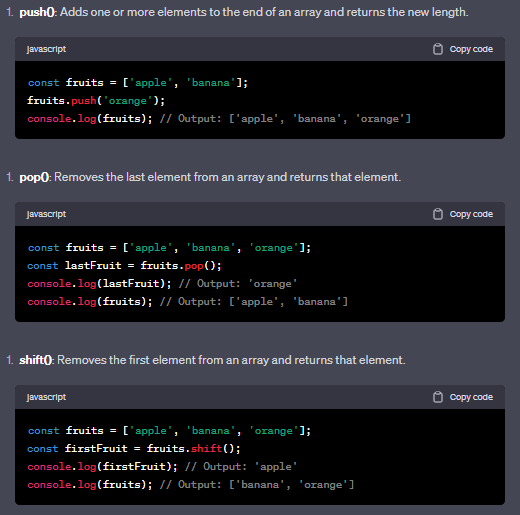 1. push(): Adds one or more elements to the end of an array and returns the new length.
javascript Copy code
const fruits = ['apple', 'banana'];
fruits.push('orange');
console.log(fruits); // Output: ['apple', 'banana', 'orange']
1. pop(): Removes the last element from an array and returns that element.
javascript Copy code
const fruits = ['apple', 'banana', 'orange'];
const lastFruit = fruits.pop();
console.log(lastFruit); // Output: 'orange'
console.log(fruits); // Output: ['apple', 'banana']
1. shift(): Removes the first element from an array and returns that element.
javascript Copy code
const fruits = ['apple', 'banana', 'orange'];
const firstFruit = fruits.shift();
console.log(firstFruit); // Output: 'apple'
console.log(fruits); // Output: ['banana', 'orange']